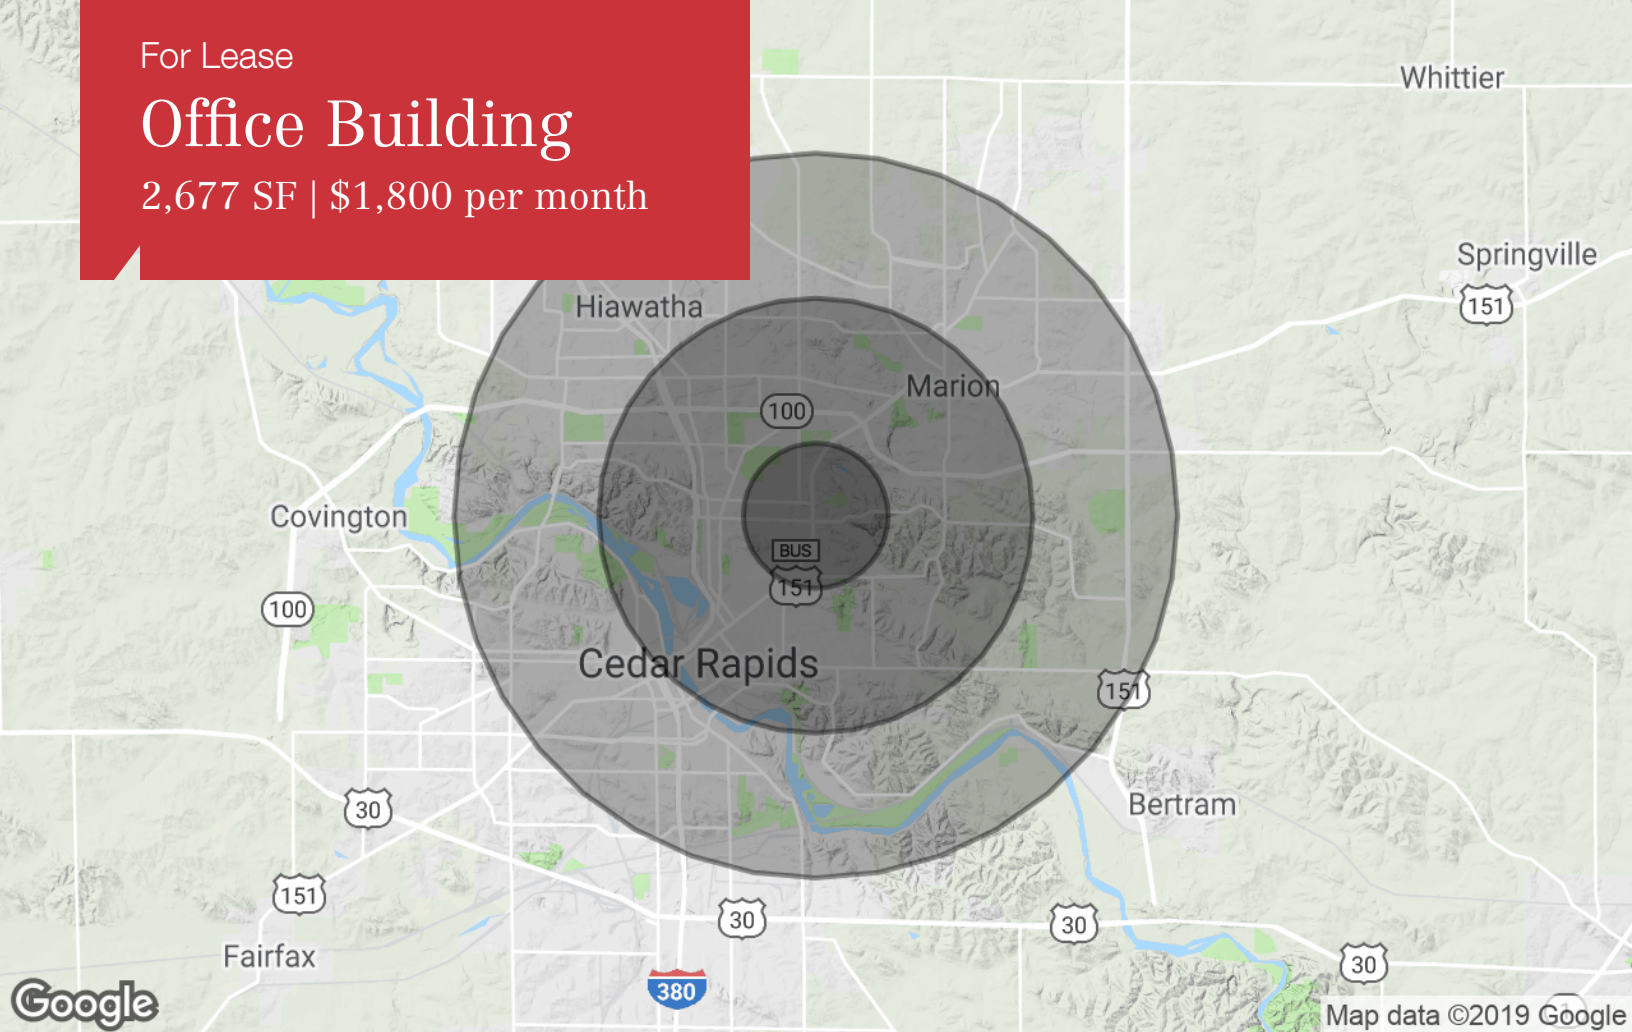 For Lease
Office Building
2,677 SF | $1,800 per month
Whittier
Springville
151
Hiawatha
Marion
100
Covington
BUS
151
100
Cedar Rapids
151
30
Bertram
151
30
30
Fairfax
30
380
Google
Map data ©2019 Google